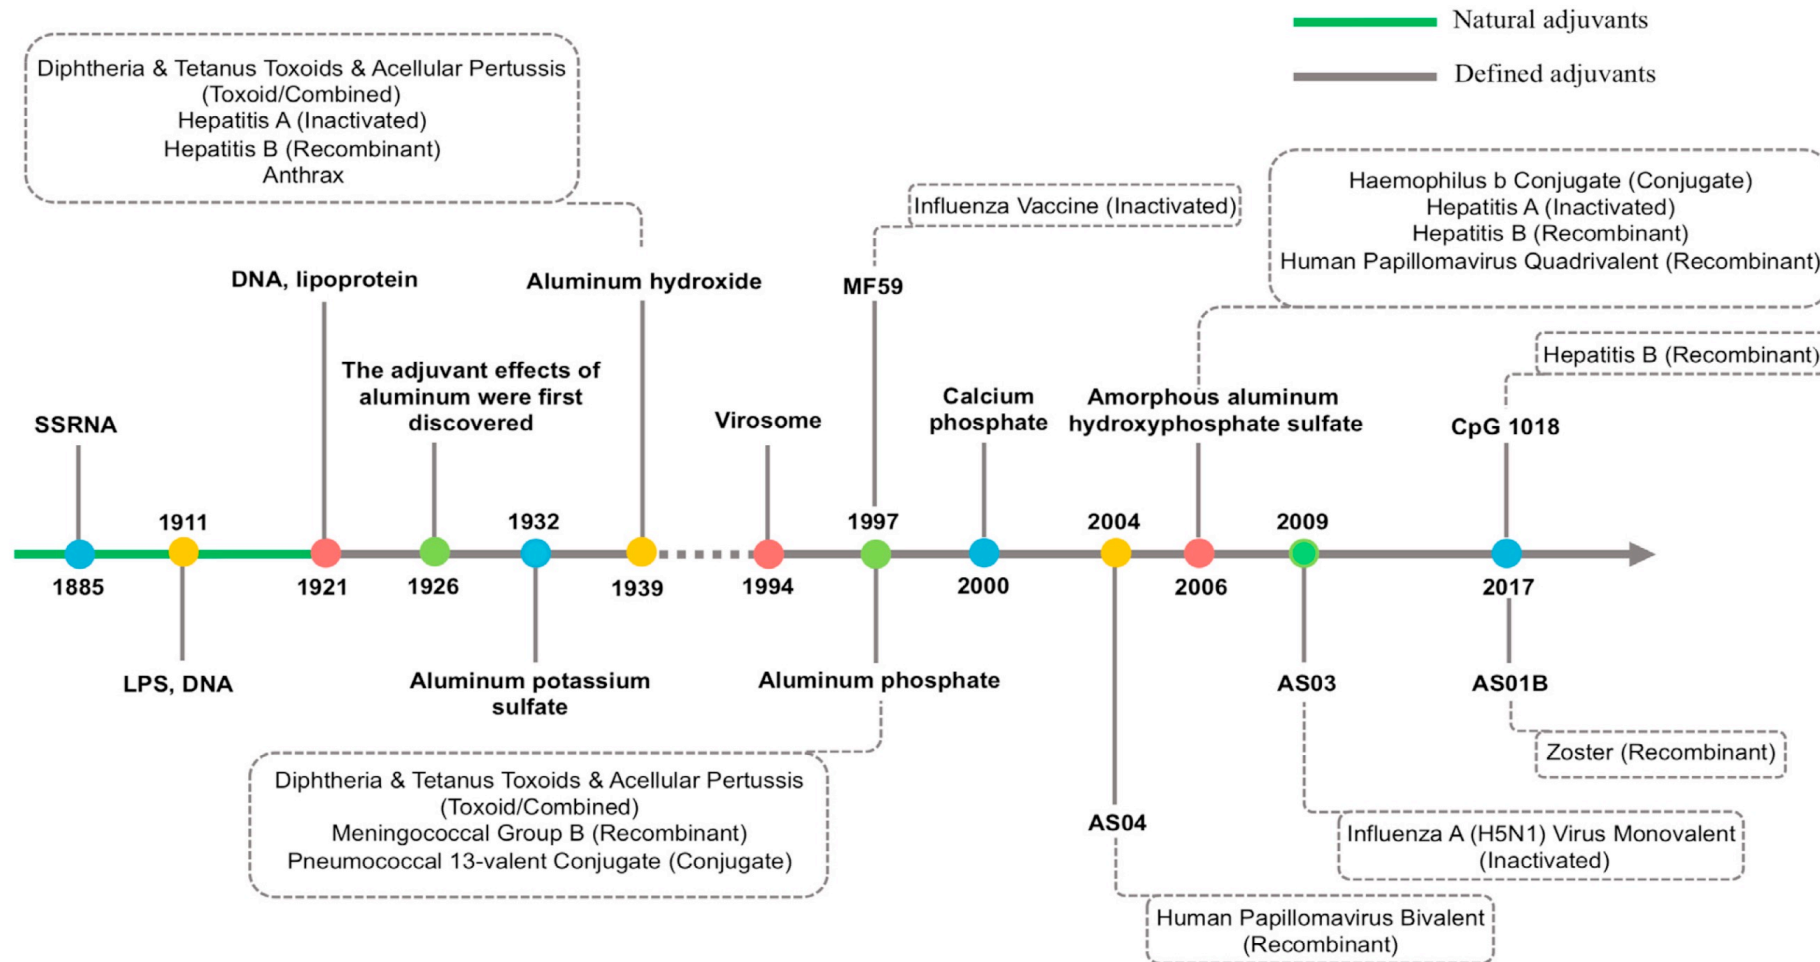 Natural adjuvants
Defined adjuvants
Diphtheria & Tetanus Toxoids & Acellular Pertussis
(Toxoid/Combined)
Hepatitis A (Inactivated)
Hepatitis B (Recombinant)
Anthrax
Haemophilus b Conjugate (Conjugate)
Hepatitis A (Inactivated)
Hepatitis B (Recombinant)
Human Papillomavirus Quadrivalent (Recombinant)
Influenza Vaccine (Inactivated)
DNA, lipoprotein
Aluminum hydroxide
MF59
Hepatitis B (Recombinant)
SSRNA
The adjuvant effects of
aluminum were first
discovered
Virosome
Calcium
phosphate
Amorphous aluminum
hydroxyphosphate sulfate
CpG 1018
1911
1932
1997
2004
2009
1885
1921
1926
1939
1994
2000
2006
2017
LPS, DNA
Aluminum potassium
sulfate
Aluminum phosphate
AS03
AS01B
Zoster (Recombinant)
Diphtheria & Tetanus Toxoids & Acellular Pertussis
(Toxoid/Combined)
Meningococcal Group B (Recombinant)
Pneumococcal 13-valent Conjugate (Conjugate)
AS04
Influenza A (H5N1) Virus Monovalent
(Inactivated)
Human Papillomavirus Bivalent
(Recombinant)